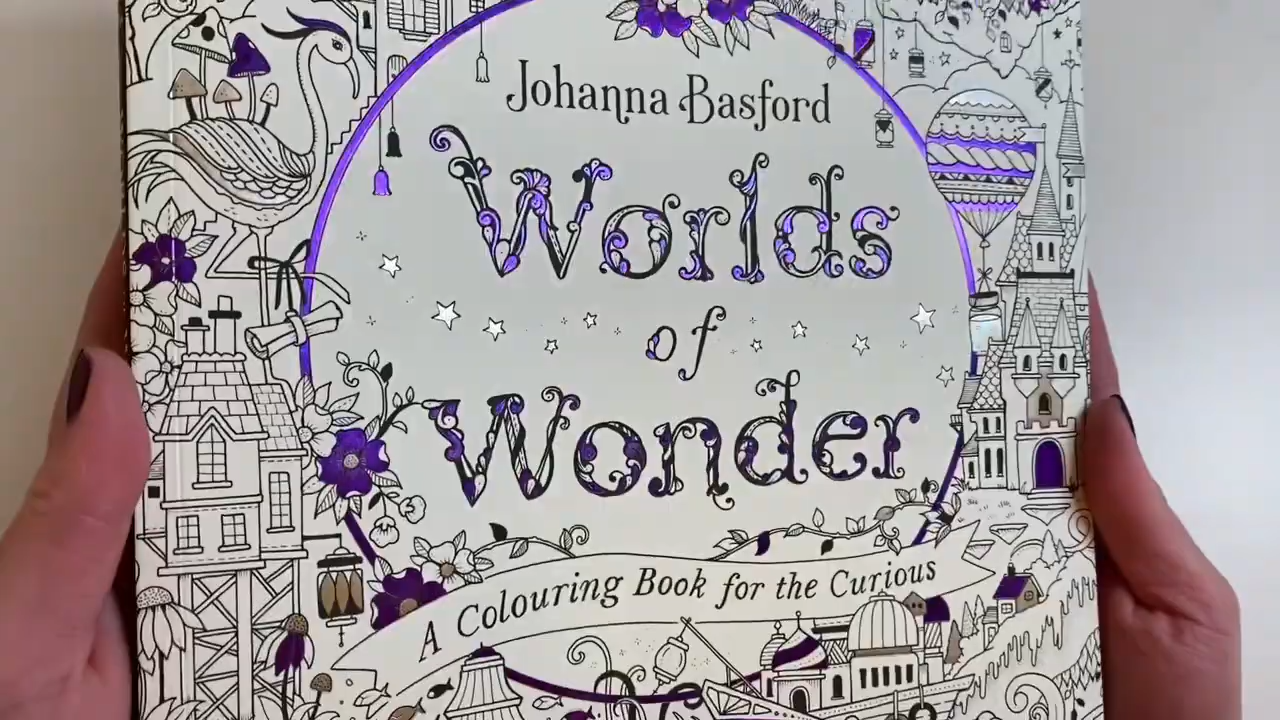 Johanna Basford
Worlds
of
Wonder
A Colouring Book for the Curious